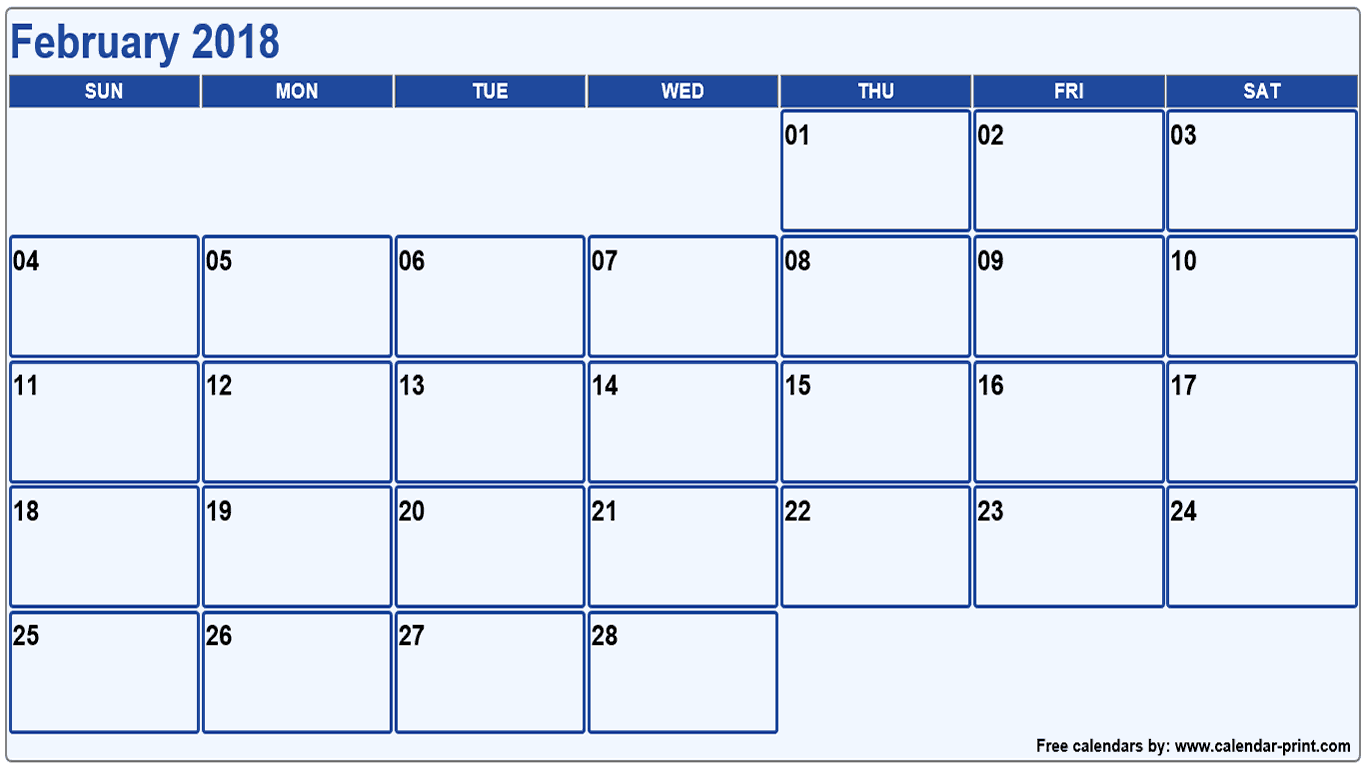 February 2018
SUN MON TUE WED THU FRI SAT
01 02 03
04 05 06 07 08 09 10
11 12 13 14 15 16 17
18 19 20 21 22 23 24
25 26 27 28
Free calendars by: www.calendar-print.com